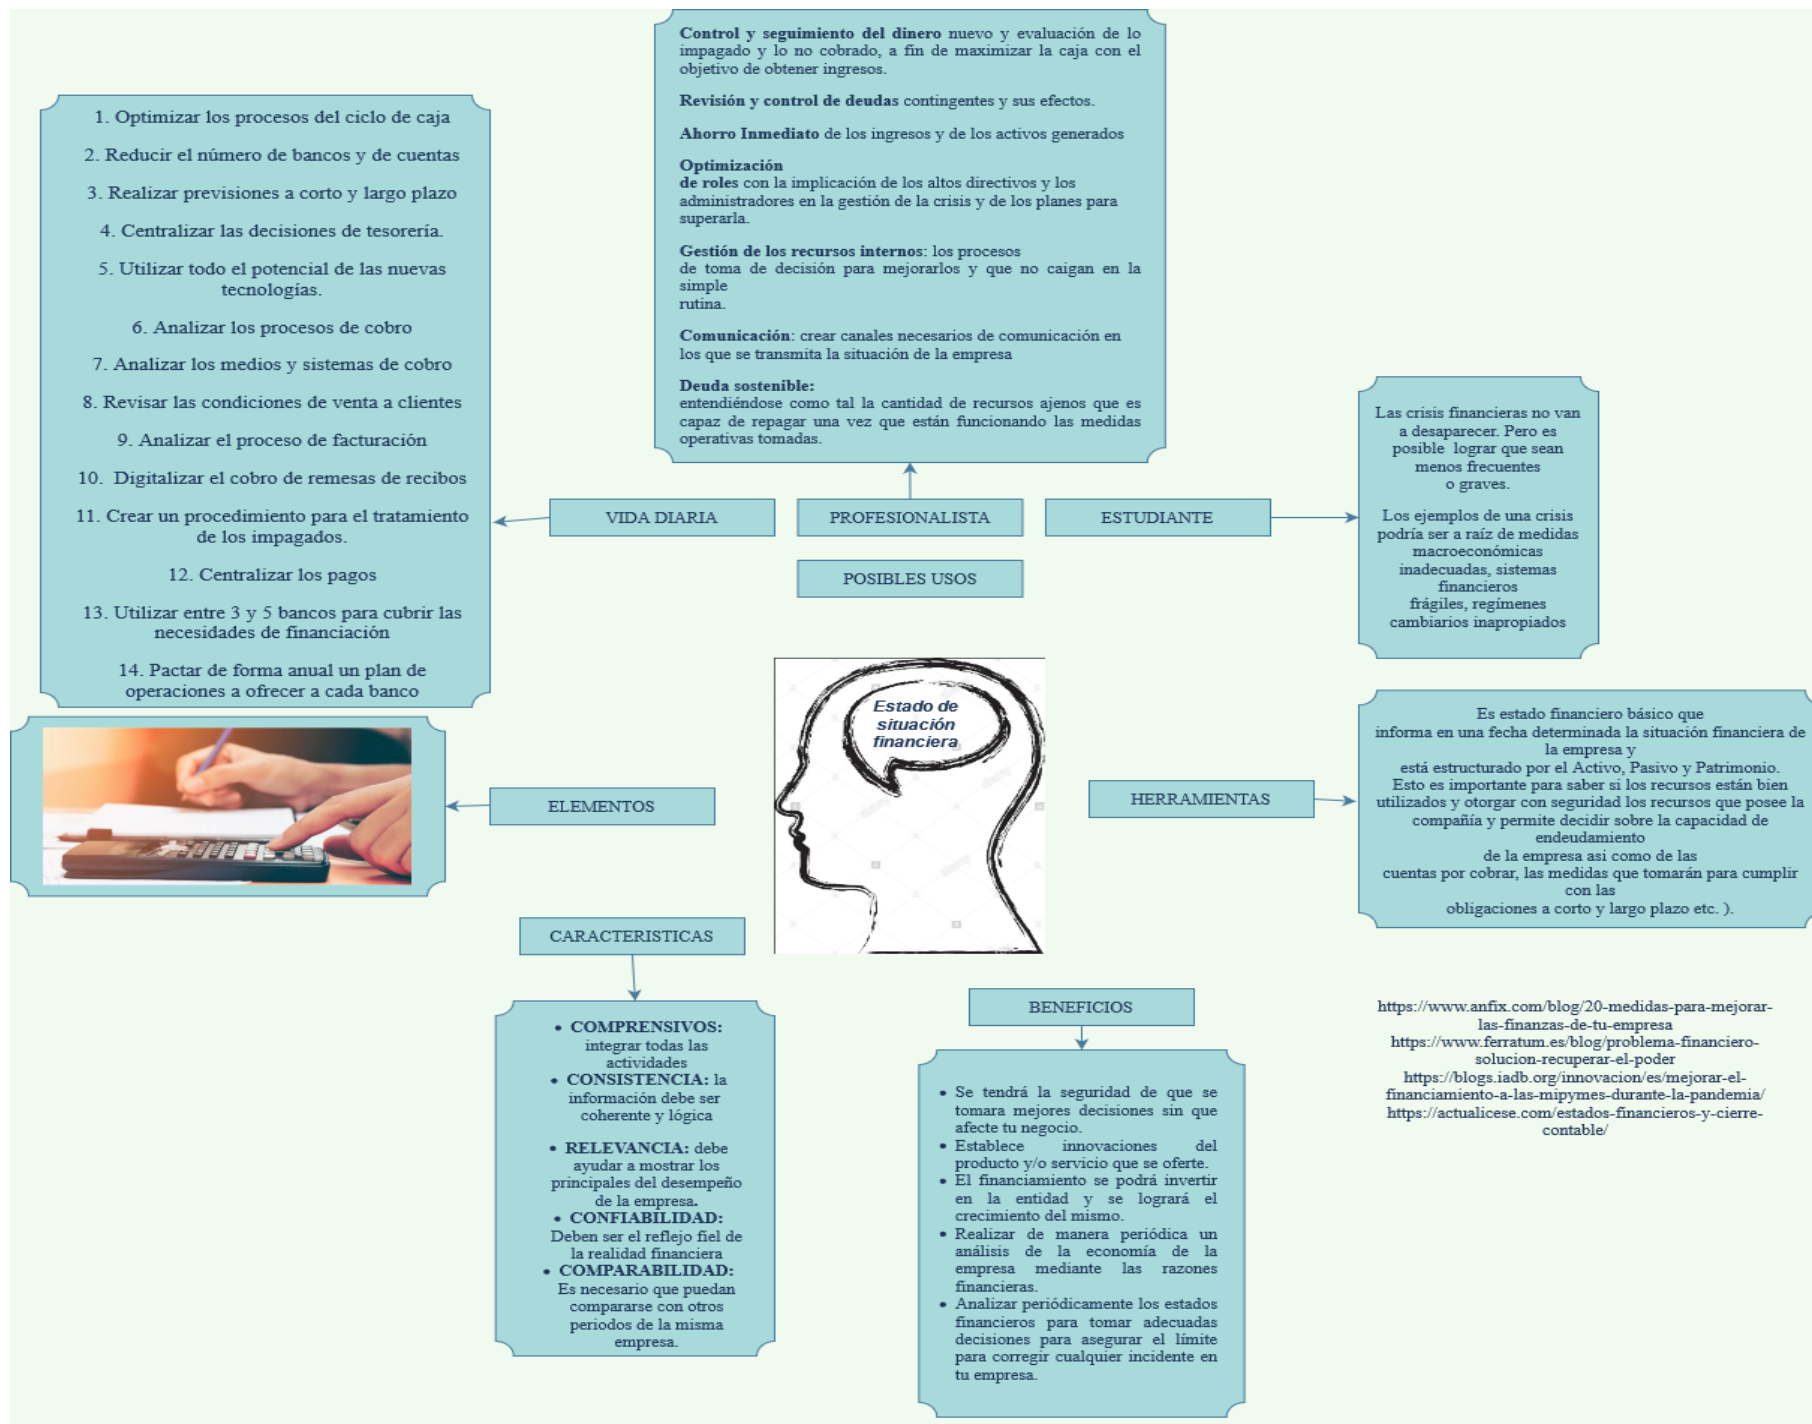 Control y seguimiento del dinero nuevo y evaluación de lo
impagado y lo no cobrado, a fin de maximizar la caja con el
objetivo de obtener ingresos.
Revisión y control de deudas contingentes y sus efectos.
Ahorro Inmediato de los ingresos y de los activos generados
Optimización
de roles con la implicación de los altos directivos y los
administradores en la gestión de la crisis y de los planes para
superarla.
Gestión de los recursos internos: los procesos
de toma de decisión para mejorarlos y que no caigan en la
simple
rutina.
Comunicación: crear canales necesarios de comunicación en
los que se transmita la situación de la empresa
Deuda sostenible:
entendiéndose como tal la cantidad de recursos ajenos que es
capaz de repagar una vez que están funcionando las medidas
operativas tomadas.
1. Optimizar los procesos del ciclo de caja
2. Reducir el número de bancos y de cuentas
3. Realizar previsiones a corto y largo plazo
4. Centralizar las decisiones de tesorería.
5. Utilizar todo el potencial de las nuevas
tecnologías.
6. Analizar los procesos de cobro
7. Analizar los medios y sistemas de cobro
8. Revisar las condiciones de venta a clientes
9. Analizar el proceso de facturación
10. Digitalizar el cobro de remesas de recibos
11. Crear un procedimiento para el tratamiento
de los impagados.
12. Centralizar los pagos
13. Utilizar entre 3 y 5 bancos para cubrir las
necesidades de financiación
14. Pactar de forma anual un plan de
operaciones a ofrecer a cada banco
Las crisis financieras no van
a desaparecer. Pero es
posible lograr que sean
menos frecuentes
o graves.
Los ejemplos de una crisis
podría ser a raíz de medidas
macroeconómicas
inadecuadas, sistemas
financieros
frágiles, regímenes
cambiarios inapropiados
VIDA DIARIA
PROFESIONALISTA
ESTUDIANTE
POSIBLES USOS
Estado de
situación
financiera
ELEMENTOS
HERRAMIENTAS
Es estado financiero básico que
informa en una fecha determinada la situación financiera de
la empresa y
está estructurado por el Activo, Pasivo y Patrimonio.
Esto es importante para saber si los recursos están bien
utilizados y otorgar con seguridad los recursos que posee la
compañía y permite decidir sobre la capacidad de
endeudamiento
de la empresa asi como de las
cuentas por cobrar, las medidas que tomarán para cumplir
con las
obligaciones a corto y largo plazo etc. ).
CARACTERISTICAS
• COMPRENSIVOS:
integrar todas las
actividades
• CONSISTENCIA: la
información debe ser
coherente y lógica
• RELEVANCIA: debe
ayudar a mostrar los
principales del desempeño
de la empresa.
• CONFIABILIDAD:
Deben ser el reflejo fiel de
la realidad financiera
• COMPARABILIDAD:
Es necesario que puedan
compararse con otros
periodos de la misma
empresa.
BENEFICIOS
• Se tendrá la seguridad de que se
tomara mejores decisiones sin que
afecte tu negocio.
• Establece innovaciones del
producto y/o servicio que se oferte.
• El financiamiento se podrá invertir
en la entidad y se logrará el
crecimiento del mismo.
• Realizar de manera periódica un
análisis de la economía de la
empresa mediante las razones
financieras.
• Analizar periódicamente los estados
financieros para tomar adecuadas
decisiones para asegurar el límite
para corregir cualquier incidente en
tu empresa.
https://www.anfix.com/blog/20-medidas-para-mejorar-
las-finanzas-de-tu-empresa
https://www.ferratum.es/blog/problema-financiero-
solucion-recuperar-el-poder
https://blogs.iadb.org/innovacion/es/mejorar-el-
financiamiento-a-las-mipymes-durante-la-pandemia/
https://actualicese.com/estados-financieros-y-cierre-
contable/